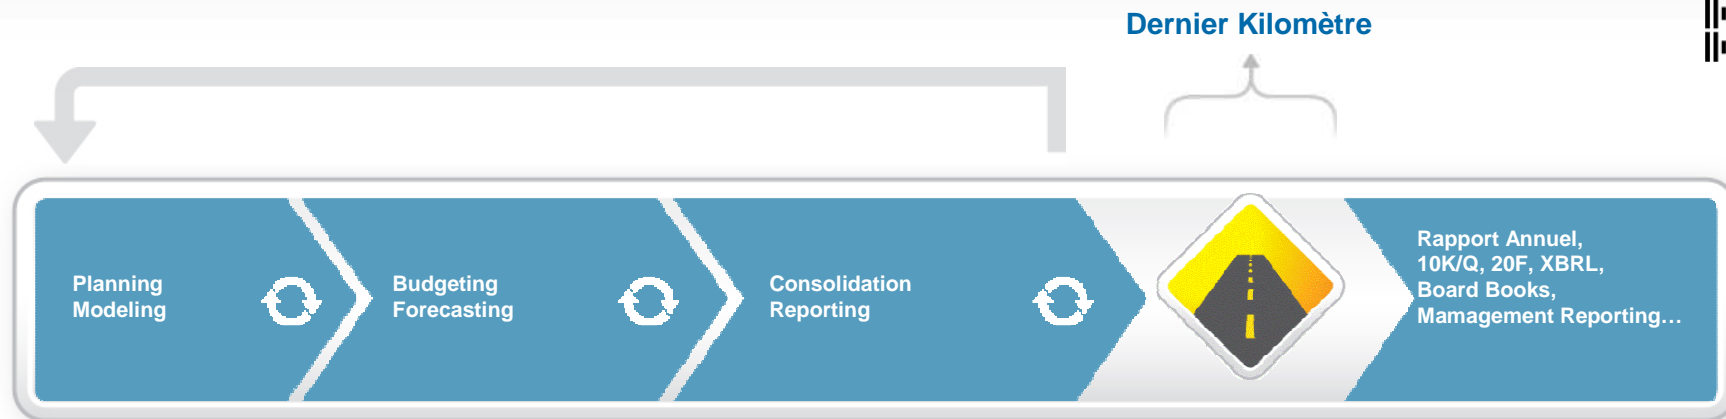 Dernier Kilomètre
Planning
Modeling
Budgeting
Forecasting
Consolidation
Reporting
Rapport Annuel,
10K/Q, 20F, XBRL,
Board Books,
Mamagement Reporting…